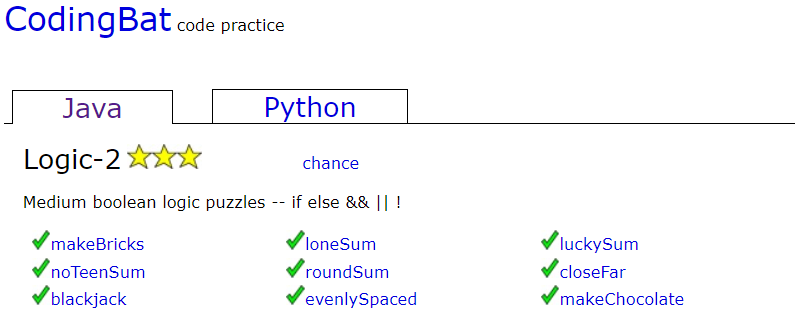 CodingBat code practice
Java Python
Logic-2 chance
Medium boolean logic puzzles -- if else && || !
makeBricks loneSum luckySum
noTeenSum roundSum closeFar
blackjack evenlySpaced makeChocolate